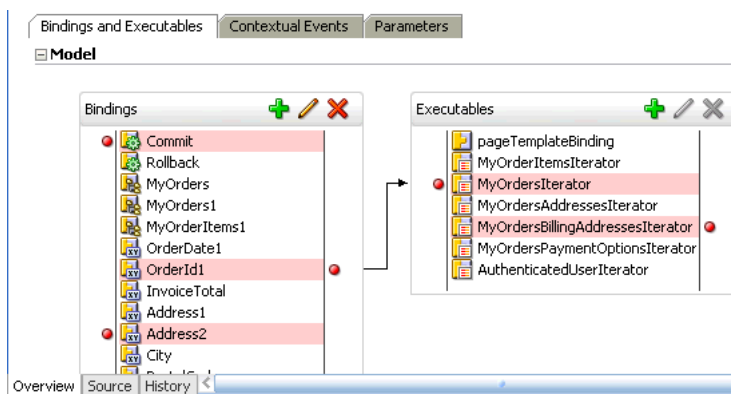 Bindings and Executables Contextual Events Parameters
Model
Bindings
Commit
Rollback
MyOrders
MyOrders1
MyOrderItems1
OrderDate1
OrderId1
InvoiceTotal
Address1
Address2
City
Executables
pageTemplateBinding
MyOrderItemsIterator
MyOrdersIterator
MyOrdersAddressesIterator
MyOrdersBillingAddressesIterator
MyOrdersPaymentOptionsIterator
AuthenticatedUserIterator
Overview Source History